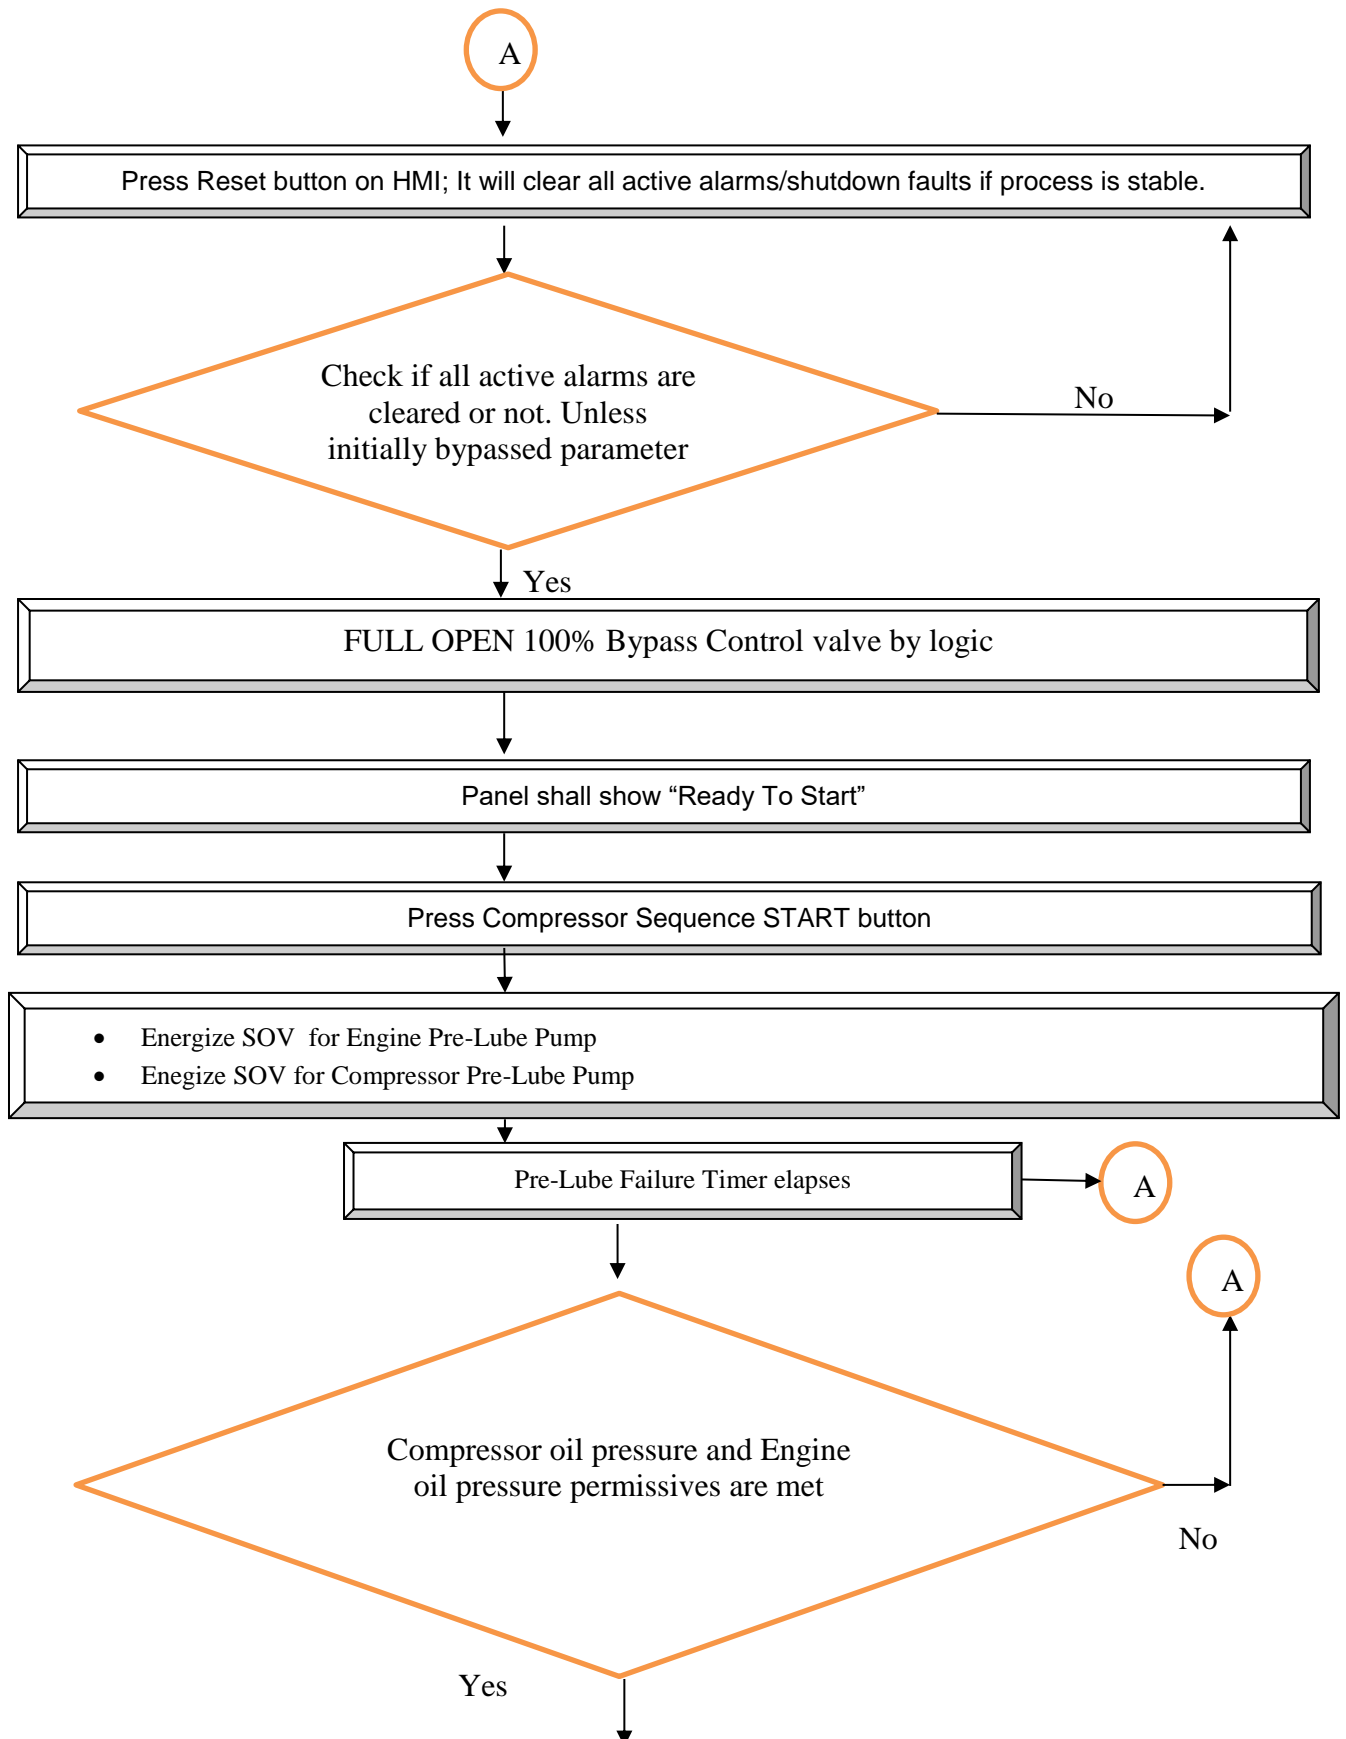 A
Press Reset button on HMI; It will clear all active alarms/shutdown faults if process is stable.
Check if all active alarms are
cleared or not. Unless
initially bypassed parameter
No
Yes
FULL OPEN 100% Bypass Control valve by logic
Panel shall show “Ready To Start”
Press Compressor Sequence START button
• Energize SOV for Engine Pre-Lube Pump
• Enegize SOV for Compressor Pre-Lube Pump
Pre-Lube Failure Timer elapses
A
A
Compressor oil pressure and Engine
oil pressure permissives are met
No
Yes